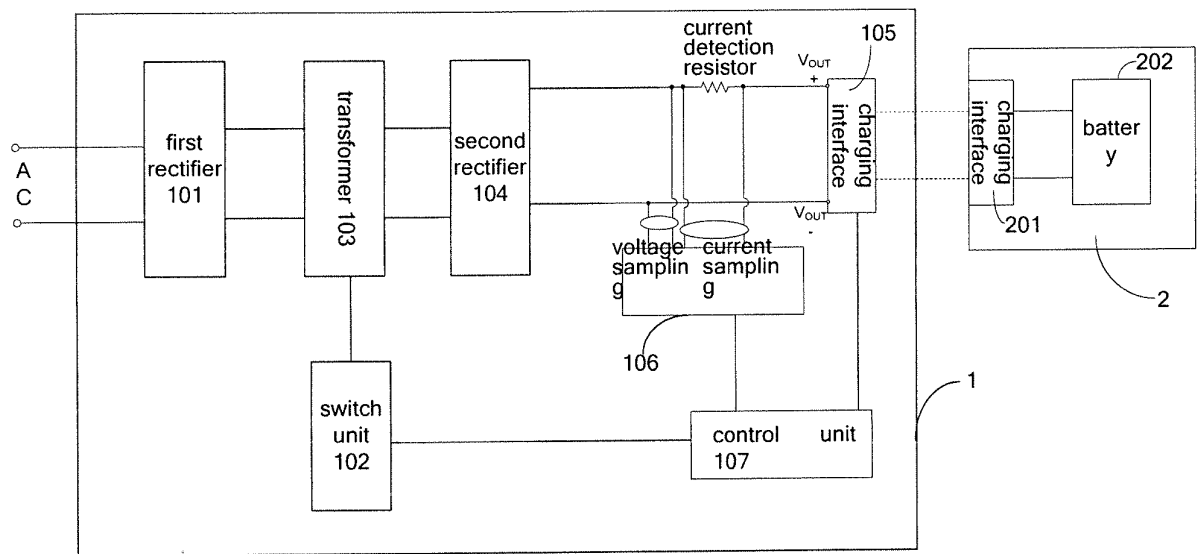 A
C
first
rectifier
101
transformer 103
second
rectifier
104
current
detection
resistor
VOUT
+
105
charging
interface
VOUT
-
202
charging
interface
201
batter
y
2
voltage
samplin
g
current
samplin
g
106
switch
unit
102
control unit
107
1